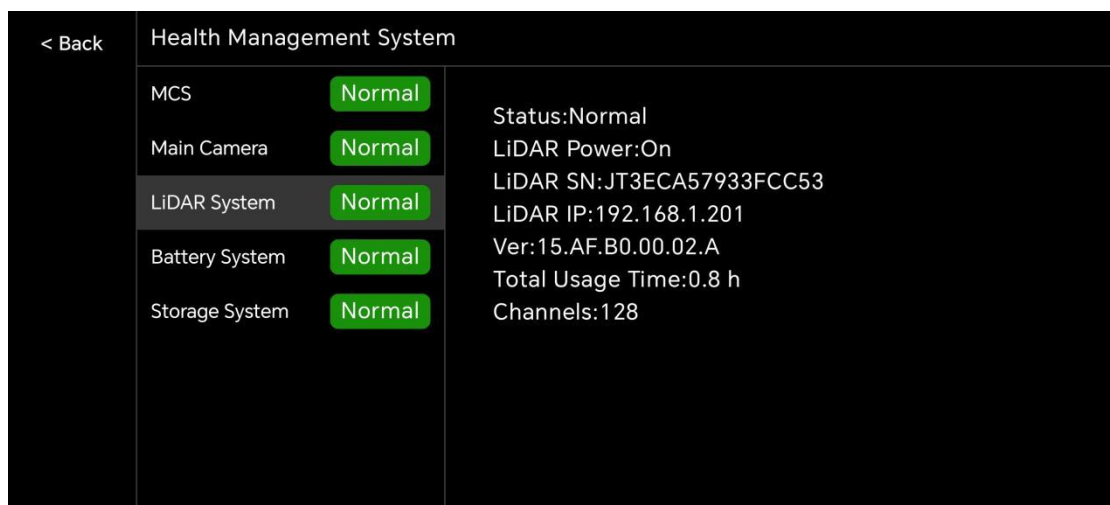 < Back
Health Management System
MCS Normal
Main Camera Normal
LiDAR System Normal
Battery System Normal
Storage System Normal
Status:Normal
LiDAR Power:On
LiDAR SN:JT3ECA57933FCC53
LiDAR IP:192.168.1.201
Ver:15.AF.B0.00.02.A
Total Usage Time:0.8 h
Channels:128